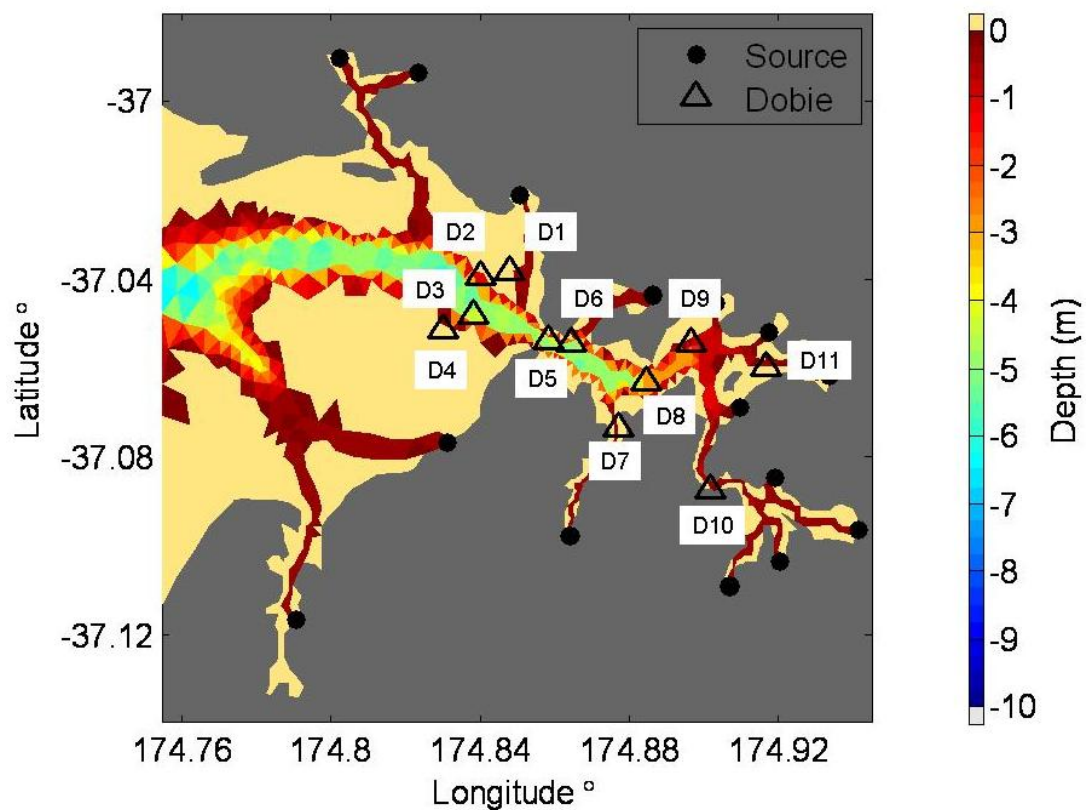 Source
Dobie
-37
-37.04
-37.08
-37.12
Latitude °
D2
D1
D3
D6
D9
D4
D5
D11
D8
D7
D10
174.76
174.8
174.84
174.88
174.92
Longitude °
0
-1
-2
-3
-4
-5
-6
-7
-8
-9
-10
Depth (m)